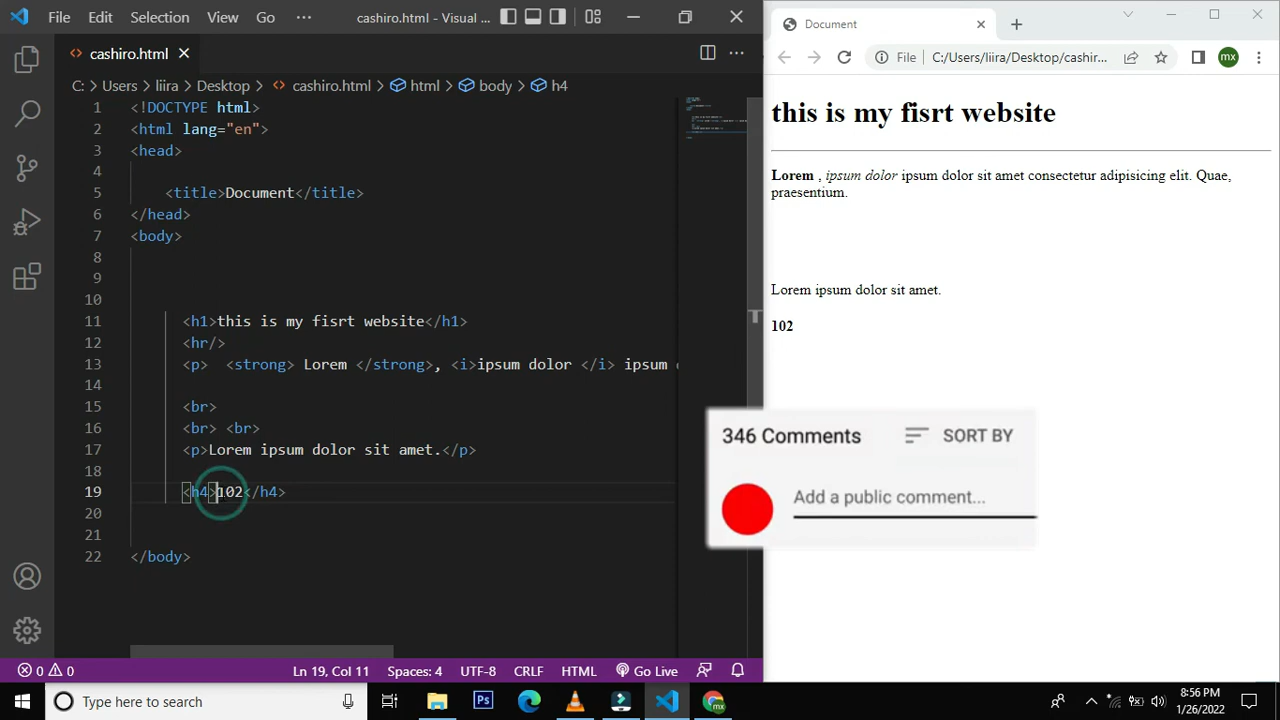 File Edit Selection View Go ··· cashiro.html - Visual ...
cashiro.html
C: > Users > liira > Desktop > cashiro.html > html > body > h4
1 <!DOCTYPE html>
2 <html lang="en">
3 <head>
4
5 <title>Document</title>
6 </head>
7 <body>
8
9
10
11 <h1>this is my fisrt website</h1>
12 <hr/>
13 <p> <strong> Lorem </strong>, <i>ipsum dolor </i> ipsum d
14
15 <br>
16 <br> <br>
17 <p>Lorem ipsum dolor sit amet.</p>
18
19 <h4>102</h4>
20
21
22 </body>
0 0 Ln 19, Col 11 Spaces: 4 UTF-8 CRLF HTML Go Live
Document
File C:/Users/liira/Desktop/cashir... mx
this is my fisrt website
Lorem , ipsum dolor ipsum dolor sit amet consectetur adipisicing elit. Quae,
praesentium.
Lorem ipsum dolor sit amet.
102
346 Comments SORT BY
Add a public comment...
Type here to search Ps 8:56 PM
1/26/2022